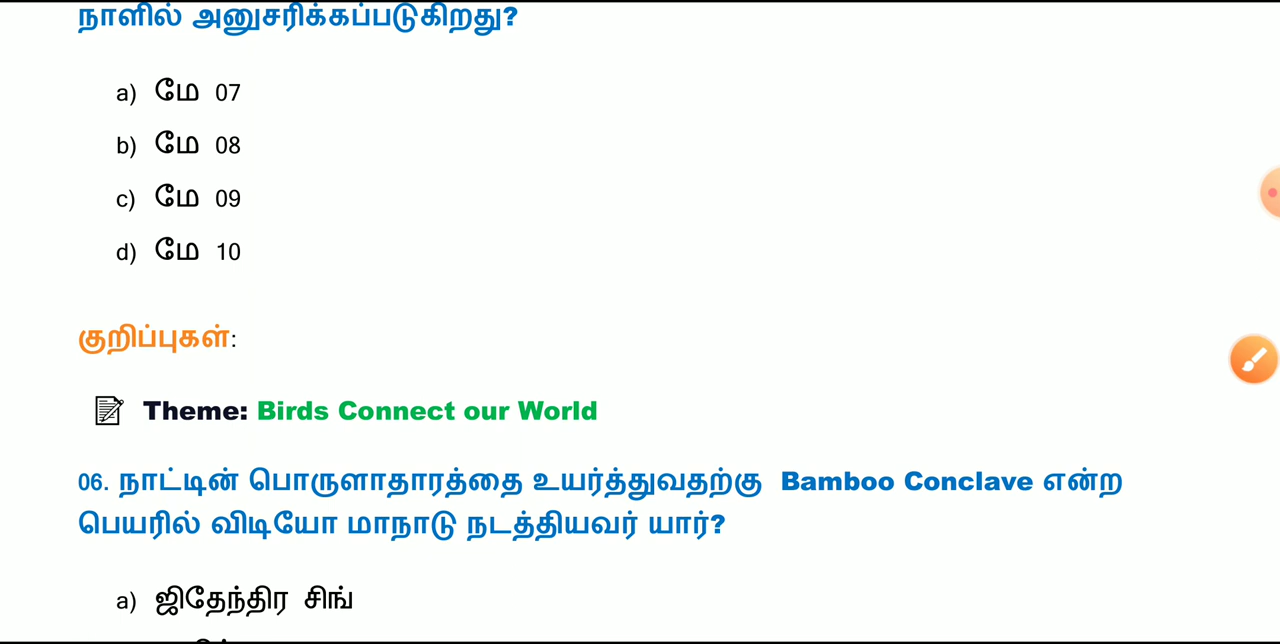 நாளில் அனுசரிக்கப்படுகிறது?
a) மே 07
b) மே 08
c) மே 09
d) மே 10
குறிப்புகள்:
Theme: Birds Connect our World
06. நாட்டின் பொருளாதாரத்தை உயர்த்துவதற்கு Bamboo Conclave என்ற
பெயரில் விடியோ மாநாடு நடத்தியவர் யார்?
a) ஜிதேந்திர சிங்